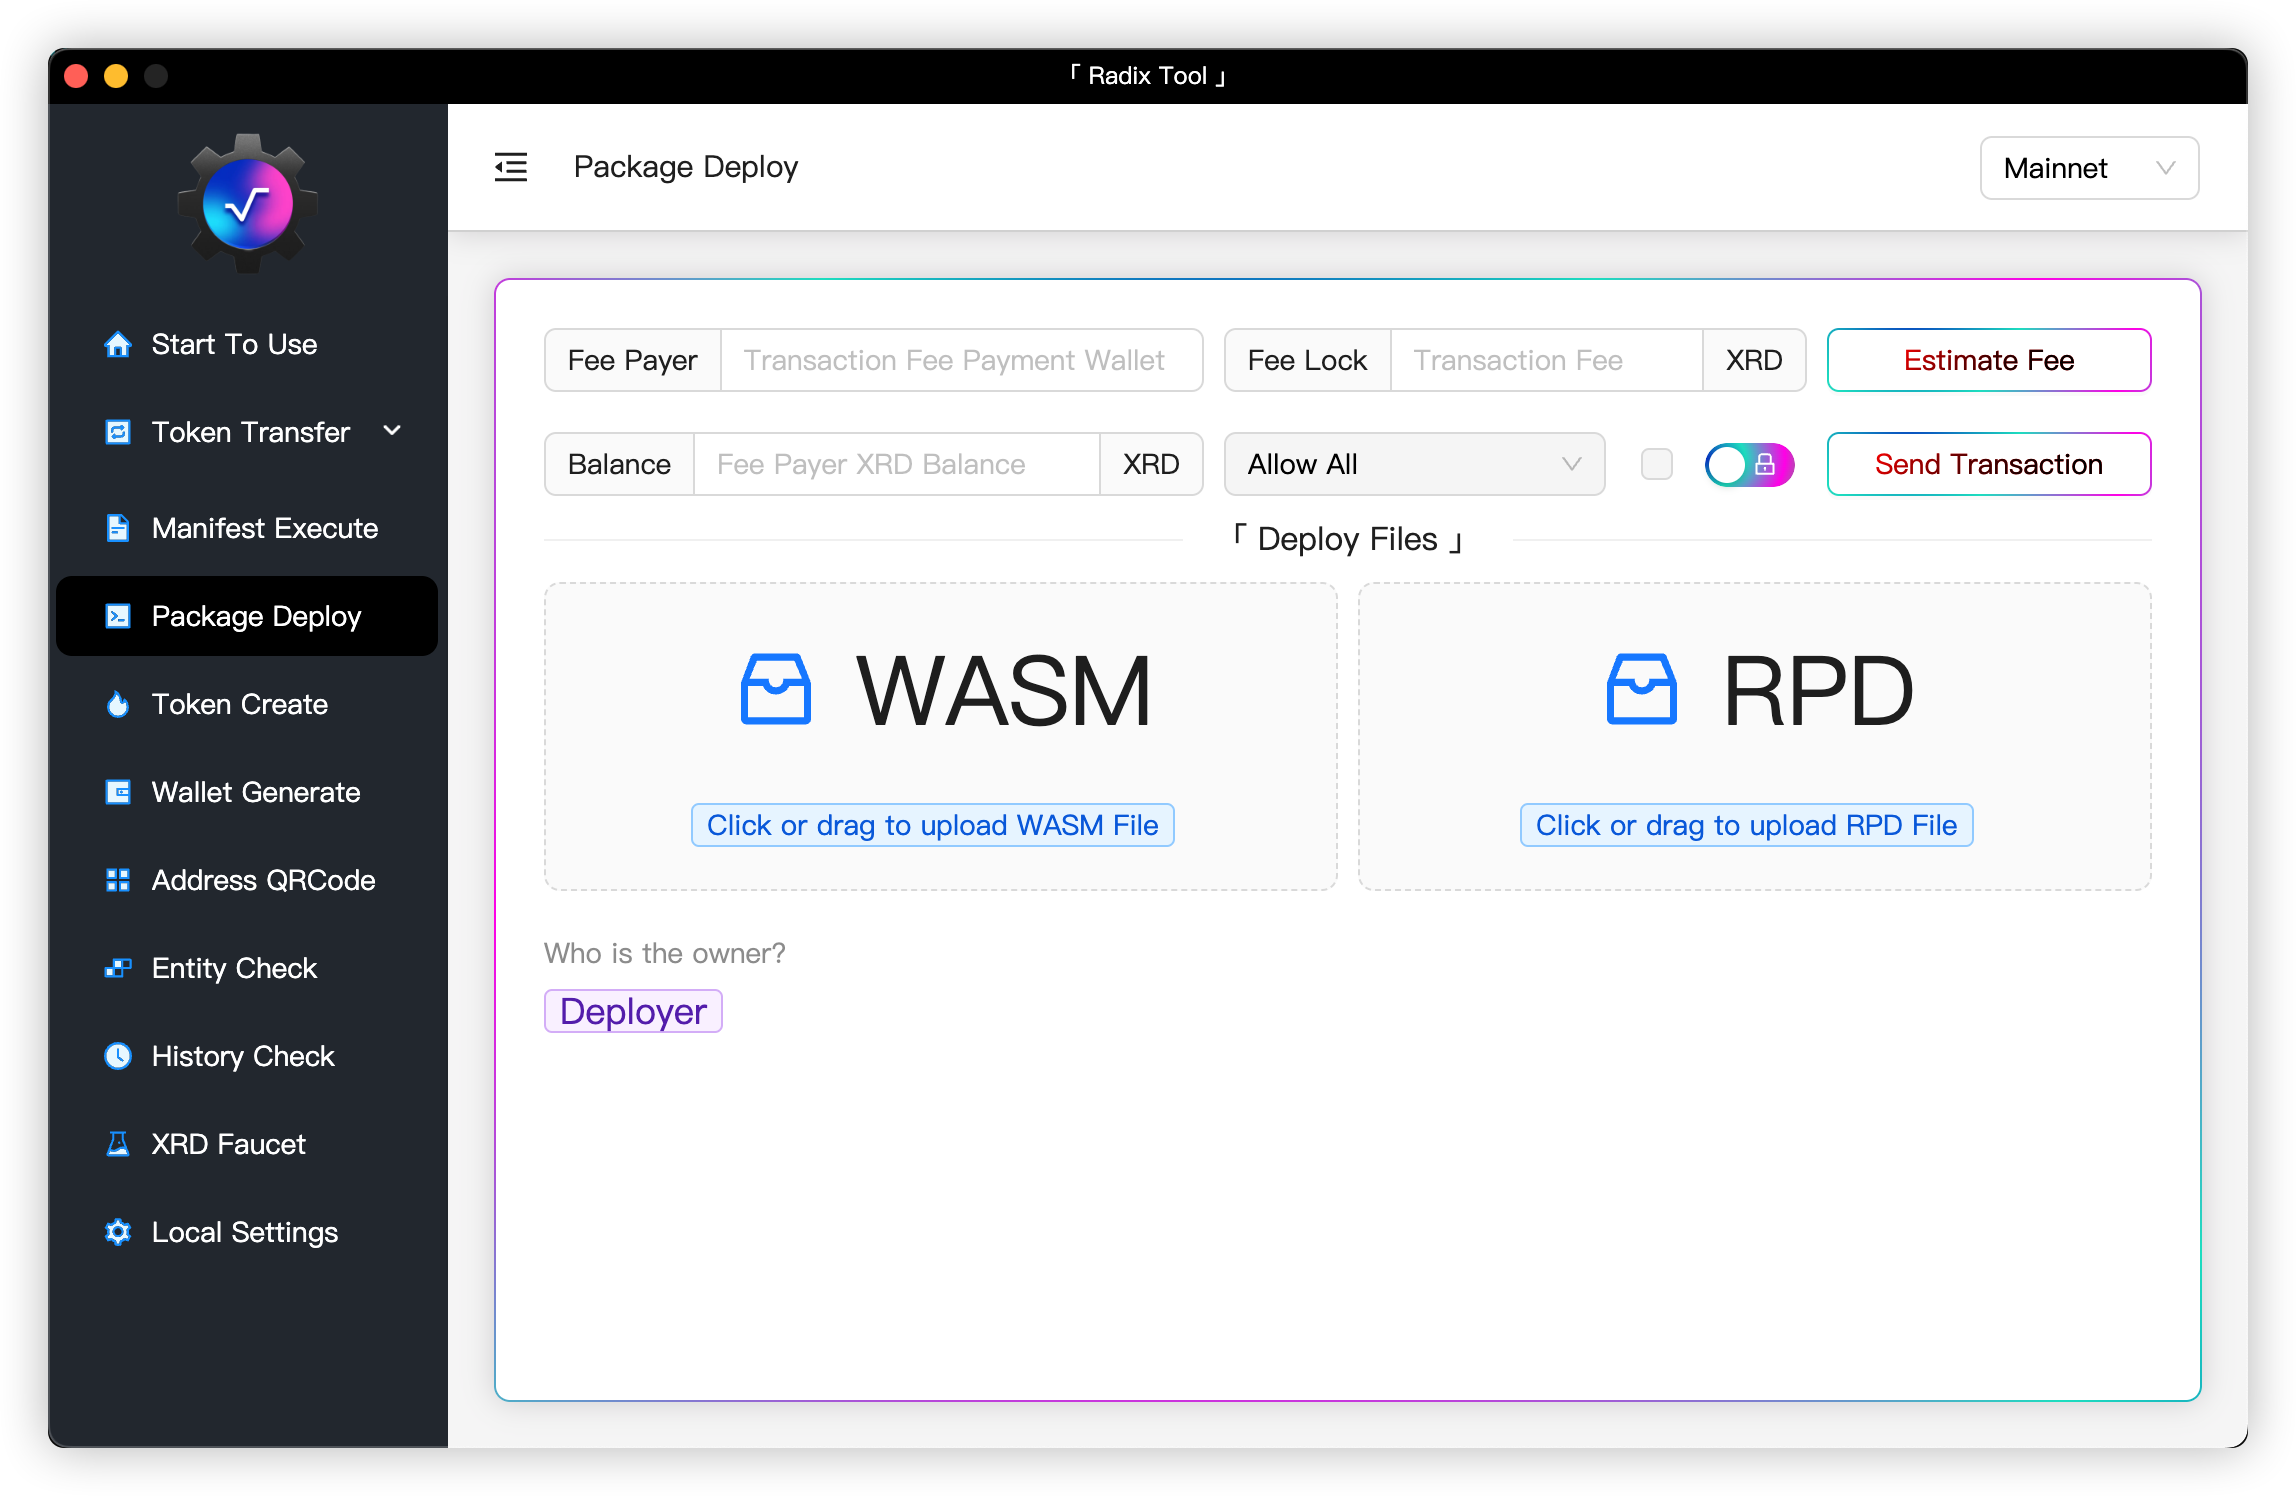 「 Radix Tool 」
Package Deploy
Mainnet
Start To Use
Token Transfer
Manifest Execute
Package Deploy
Token Create
Wallet Generate
Address QRCode
Entity Check
History Check
XRD Faucet
Local Settings
Fee Payer Transaction Fee Payment Wallet Fee Lock Transaction Fee XRD Estimate Fee
Balance Fee Payer XRD Balance XRD Allow All Send Transaction
「 Deploy Files 」
WASM
Click or drag to upload WASM File
RPD
Click or drag to upload RPD File
Who is the owner?
Deployer